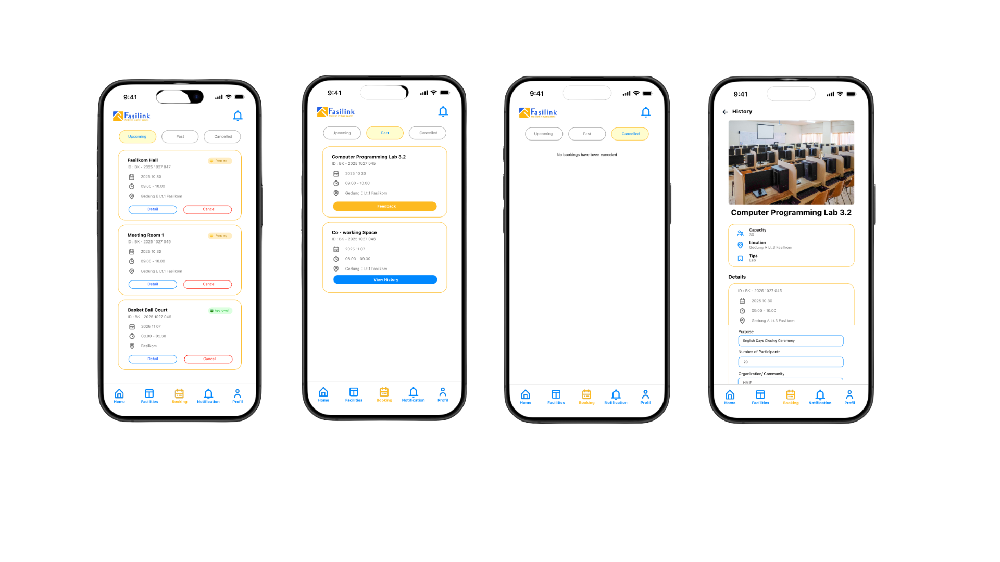 9:41
Fasilink
Upcoming
Past
Cancelled
Fasilkom Hall
Pending
ID : BK - 2025 1027 047
2025 10 30
09.00 - 10.00
Gedung E Lt.1 Fasilkom
Detail
Cancel
Meeting Room 1
Pending
ID : BK - 2025 1027 045
2025 10 30
09.00 - 10.00
Gedung E Lt.1 Fasilkom
Detail
Cancel
Basket Ball Court
Approved
ID : BK - 2025 1027 046
2025 11 07
08.00 - 09.30
Fasilkom
Detail
Cancel
Home
Facilities
Booking
Notification
Profil
9:41
Fasilink
Upcoming
Past
Cancelled
Computer Programming Lab 3.2
ID : BK - 2025 1027 045
2025 10 30
09.00 - 10.00
Gedung E Lt.1 Fasilkom
Feedback
Co - working Space
ID : BK - 2025 1027 046
2025 11 07
08.00 - 09.30
Gedung E Lt.1 Fasilkom
View History
Home
Facilities
Booking
Notification
Profil
9:41
Fasilink
Upcoming
Past
Cancelled
No bookings have been canceled
Home
Facilities
Booking
Notification
Profil
9:41
History
Computer Programming Lab 3.2
Capacity
30
Location
Gedung A Lt.3 Fasilkom
Tipe
Lab
Details
ID : BK - 2025 1027 045
2025 10 30
09.00 - 10.00
Gedung A Lt.3 Fasilkom
Purpose
English Days Closing Ceremony
Number of Participants
20
Organization/ Community
HMIF
Home
Facilities
Booking
Notification
Profil